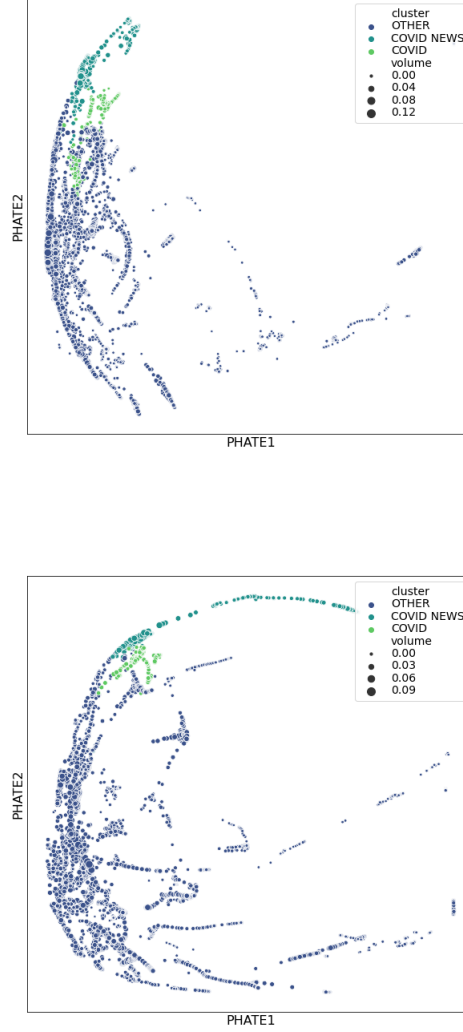 cluster
OTHER
COVID NEWS
COVID
volume
0.00
0.04
0.08
0.12
PHATE2
PHATE1
cluster
OTHER
COVID NEWS
COVID
volume
0.00
0.03
0.06
0.09
PHATE2
PHATE1